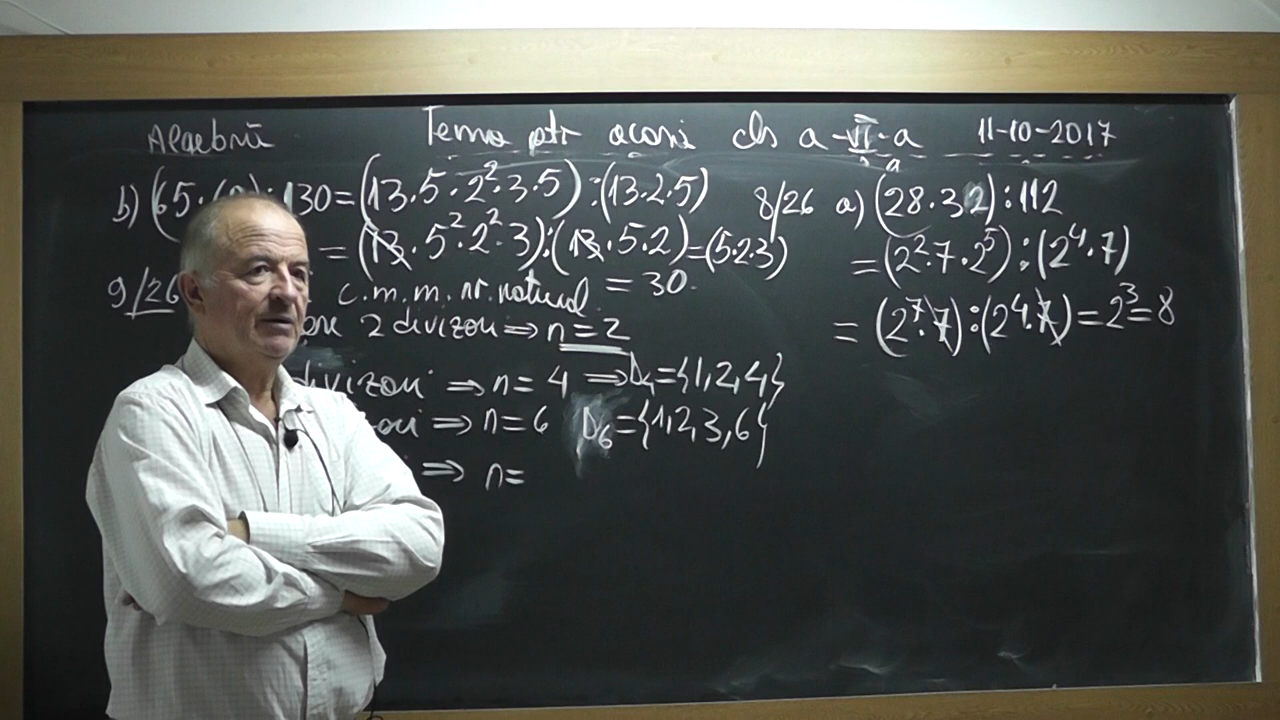 Algebră Tema ptr acasă cls a-VI-a 11-10-2017
b) (65·60):130=(13·5·2²·3·5):(13·2·5)
=(13·5²·2²·3):(13·5·2)=(5·2·3)
= 30.
9/26 c.m.m. nr. natural
2 divizori ⇒ n=2
divizori ⇒ n= 4 ⇒D₄={1,2,4}
⇒ n=6 D₆={1,2,3,6}
⇒ n=
8/26 a) (28·32):112
=(2²·7·2⁵):(2⁴·7)
= (2⁷·7):(2⁴·7)=2³=8